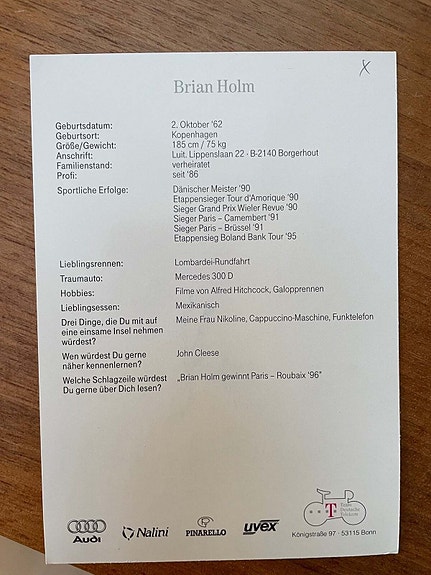 X
Brian Holm
Geburtsdatum: 2. Oktober '62
Geburtsort: Kopenhagen
Größe/Gewicht: 185 cm / 75 kg
Anschrift: Luit. Lippenslaan 22 · B-2140 Borgerhout
Familienstand: verheiratet
Profi: seit '86
Sportliche Erfolge: Dänischer Meister '90
Etappensieger Tour d'Amorique '90
Sieger Grand Prix Wieler Revue '90
Sieger Paris – Camembert '91
Sieger Paris – Brüssel '91
Etappensieg Boland Bank Tour '95
Lieblingsrennen: Lombardei-Rundfahrt
Traumauto: Mercedes 300 D
Hobbies: Filme von Alfred Hitchcock, Galopprennen
Lieblingsessen: Mexikanisch
Drei Dinge, die Du mit auf Meine Frau Nikoline, Cappuccino-Maschine, Funktelefon
eine einsame Insel nehmen
würdest?
Wen würdest Du gerne John Cleese
näher kennenlernen?
Welche Schlagzeile würdest „Brian Holm gewinnt Paris – Roubaix '96"
Du gerne über Dich lesen?
Audi
Nalini
PINARELLO
uvex
T Team
Deutsche
Telekom
Königstraße 97 · 53115 Bonn